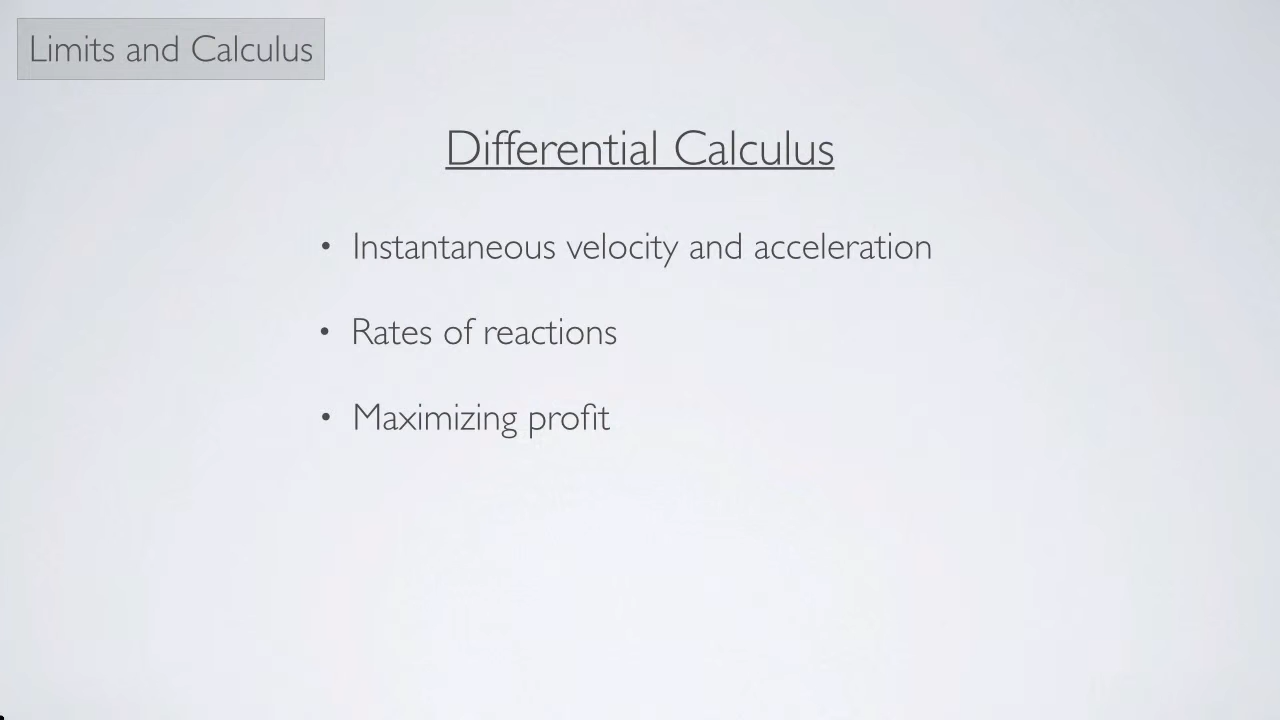 Limits and Calculus
Differential Calculus
• Instantaneous velocity and acceleration
• Rates of reactions
• Maximizing profit